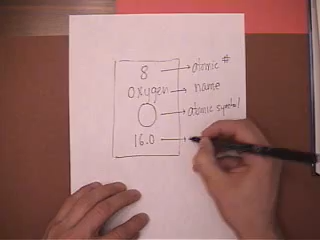 8 → atomic #
oxygen → name
O → atomic symbol
16.0 →